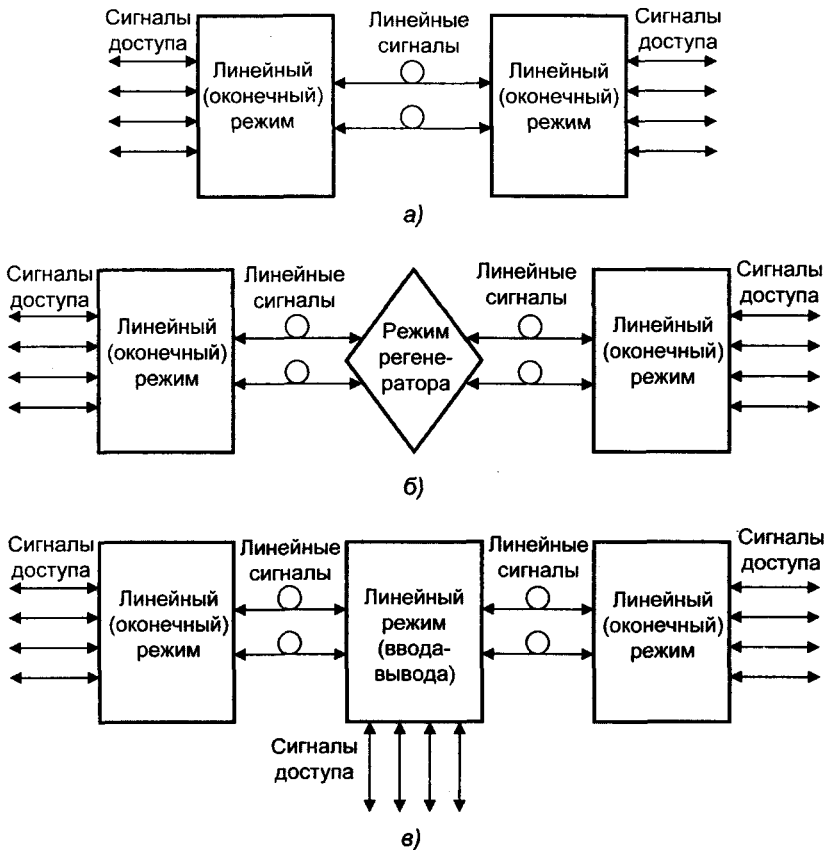 Сигналы
доступа
Линейный
(оконечный)
режим
Линейные
сигналы
Линейный
(оконечный)
режим
Сигналы
доступа
а)
Сигналы
доступа
Линейный
(оконечный)
режим
Линейные
сигналы
Режим
регене-
ратора
Линейные
сигналы
Линейный
(оконечный)
режим
Сигналы
доступа
б)
Сигналы
доступа
Линейный
(оконечный)
режим
Линейные
сигналы
Линейный
режим
(ввода-
вывода)
Линейные
сигналы
Линейный
(оконечный)
режим
Сигналы
доступа
Сигналы
доступа
в)